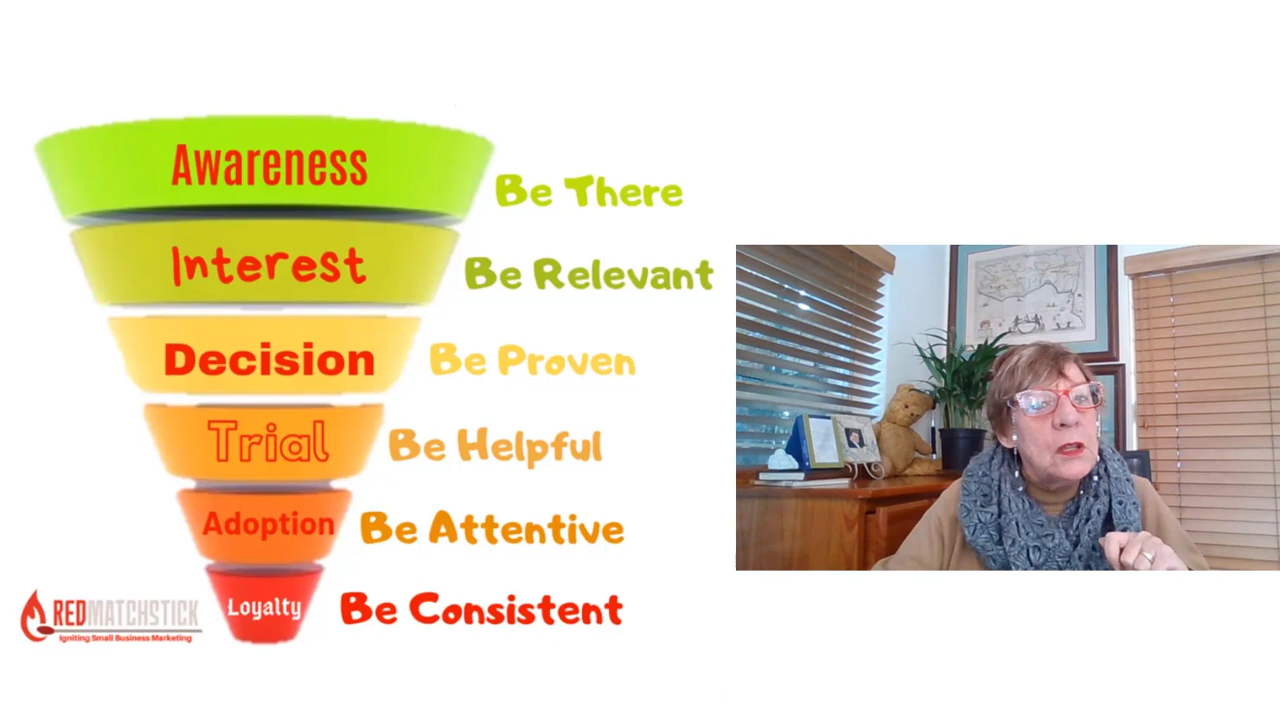 Awareness
Be There
Interest
Be Relevant
Decision
Be Proven
Trial
Be Helpful
Adoption
Be Attentive
Loyalty
Be Consistent
REDMATCHSTICK
Igniting Small Business Marketing